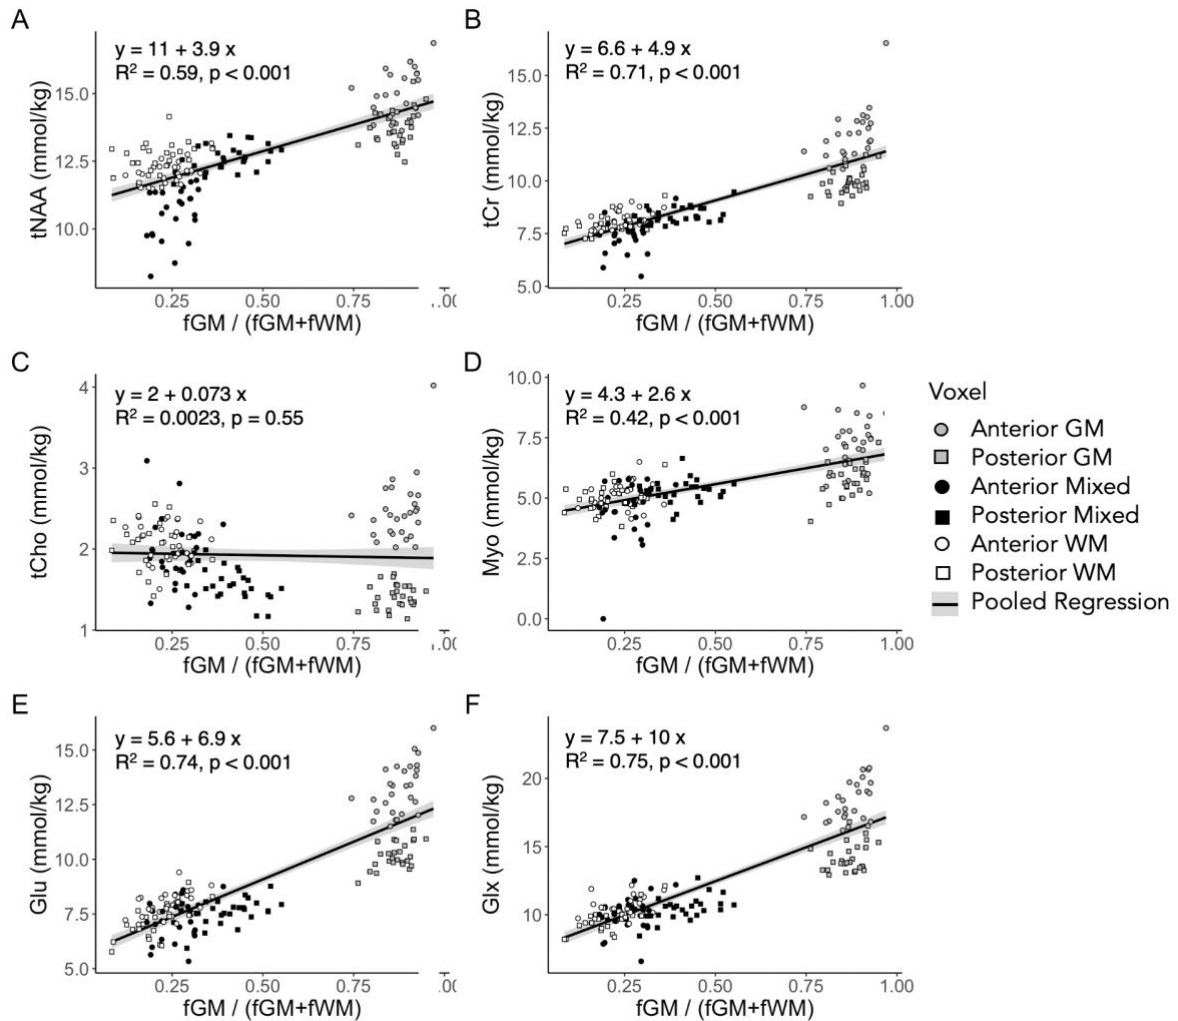 A
y = 11 + 3.9 x
R² = 0.59, p < 0.001
tNAA (mmol/kg)
15.0
12.5
10.0
0.25 0.50 0.75
fGM / (fGM+fWM)
B
y = 6.6 + 4.9 x
R² = 0.71, p < 0.001
tCr (mmol/kg)
15.0
12.5
10.0
7.5
5.0
0.25 0.50 0.75 1.00
fGM / (fGM+fWM)
C
y = 2 + 0.073 x
R² = 0.0023, p = 0.55
tCho (mmol/kg)
4
3
2
1
0.25 0.50 0.75
fGM / (fGM+fWM)
D
y = 4.3 + 2.6 x
R² = 0.42, p < 0.001
Myo (mmol/kg)
10.0
7.5
5.0
2.5
0.0
0.25 0.50 0.75 1.00
fGM / (fGM+fWM)
Voxel
Anterior GM
Posterior GM
Anterior Mixed
Posterior Mixed
Anterior WM
Posterior WM
Pooled Regression
E
y = 5.6 + 6.9 x
R² = 0.74, p < 0.001
Glu (mmol/kg)
15.0
12.5
10.0
7.5
5.0
0.25 0.50 0.75 .00
fGM / (fGM+fWM)
F
y = 7.5 + 10 x
R² = 0.75, p < 0.001
Glx (mmol/kg)
20
15
10
0.25 0.50 0.75 1.00
fGM / (fGM+fWM)